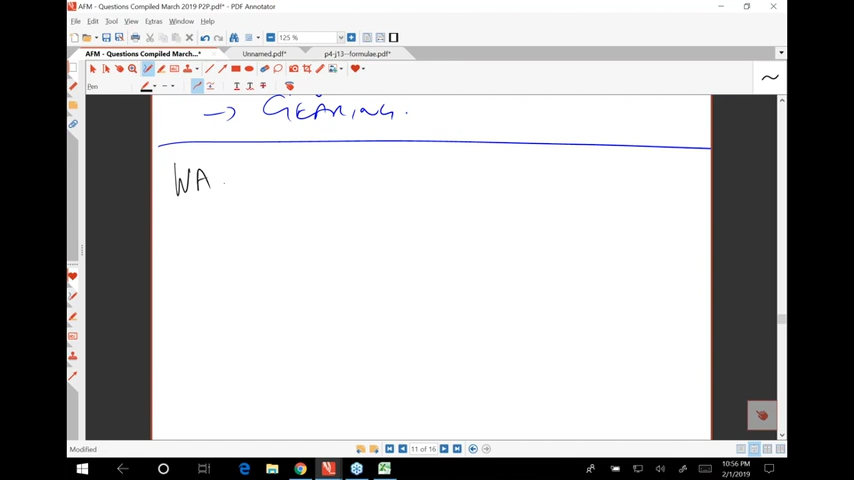 AFM - Questions Compiled March 2019 P2P.pdf* - PDF Annotator
File Edit Tool View Extras Window Help
125 %
AFM - Questions Compiled March...* Unnamed.pdf* p4-j13--formulae.pdf*
Pen
→ GEARING.
WA
Modified
11 of 16
10:56 PM
2/1/2019